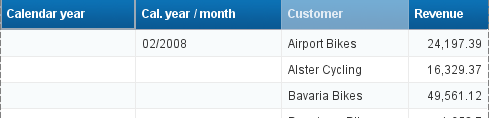 Calendar year Cal. year / month Customer Revenue
02/2008 Airport Bikes 24,197.39
Alster Cycling 16,329.37
Bavaria Bikes 49,561.12